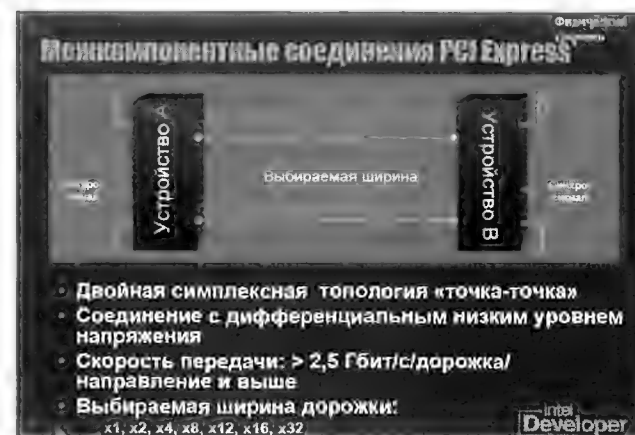 Физический
Межкомпонентные соединения PCI Express
Устройство A
Выбираемая ширина
Устройство B
Двойная симплексная топология «точка-точка»
Соединение с дифференциальным низким уровнем
напряжения
Скорость передачи: > 2,5 Гбит/с/дорожка/
направление и выше
Выбираемая ширина дорожки:
x1, x2, x4, x8, x12, x16, x32
intel
Developer